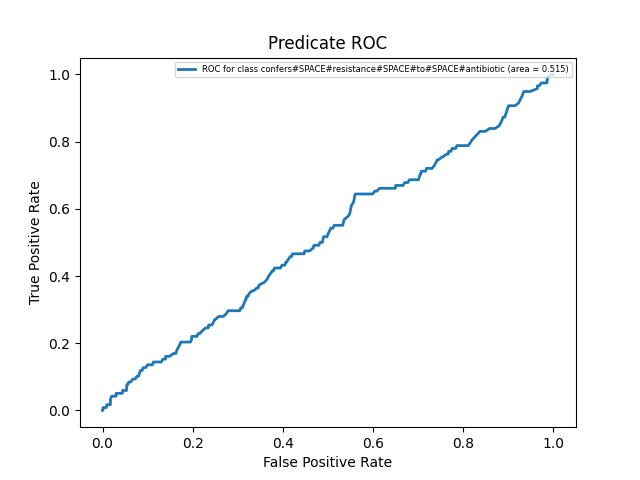 Predicate ROC
ROC for class confers#SPACE#resistance#SPACE#to#SPACE#antibiotic (area = 0.515)
1.0
0.8
0.6
0.4
0.2
0.0
True Positive Rate
0.0 0.2 0.4 0.6 0.8 1.0
False Positive Rate